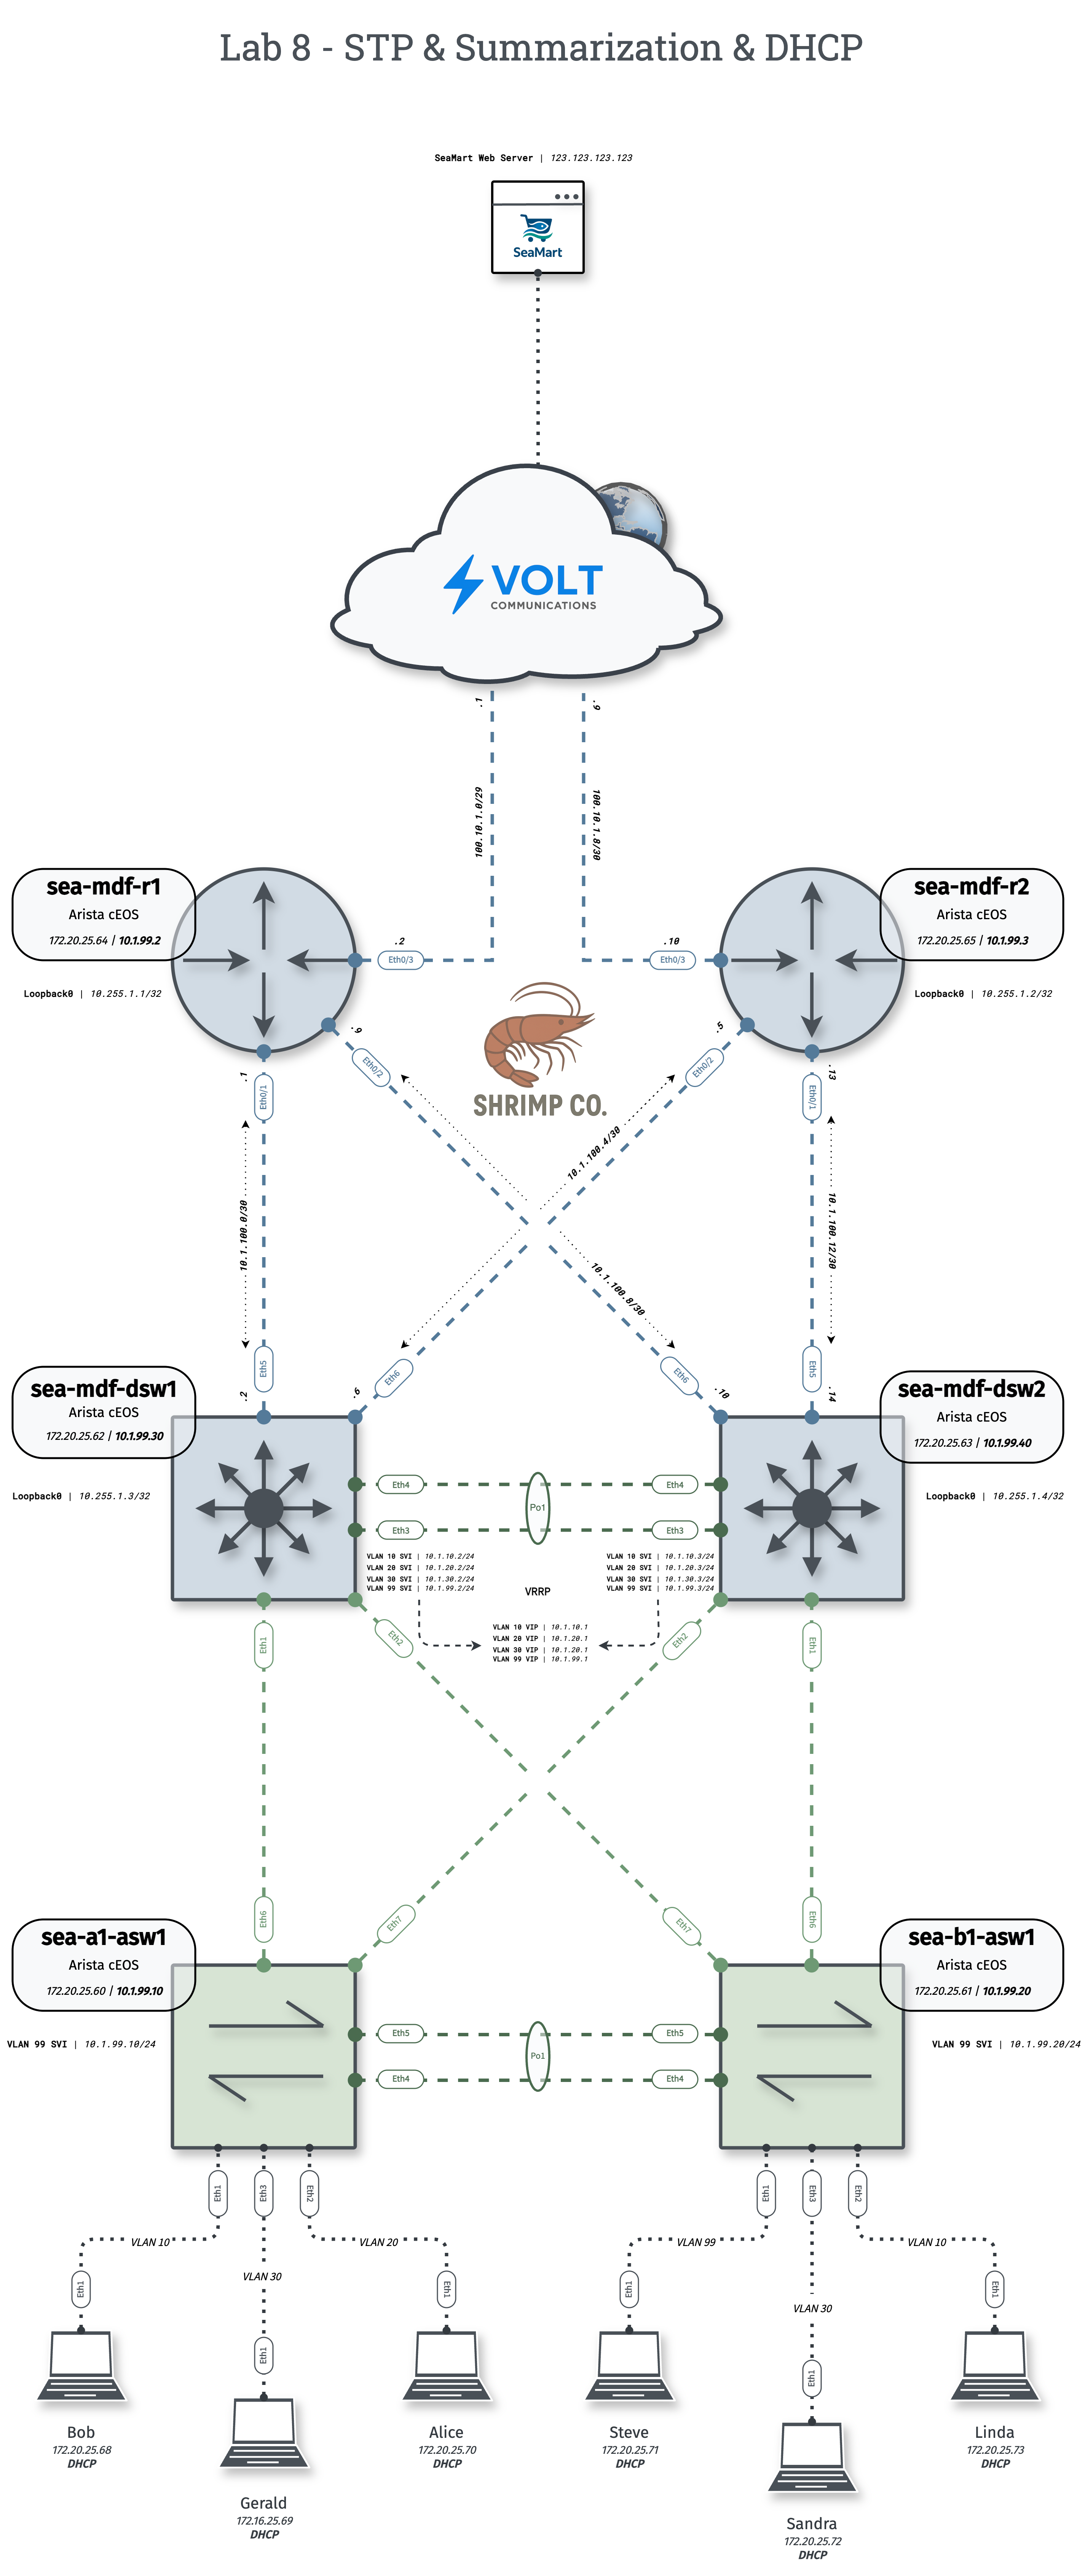 Lab 8 - STP & Summarization & DHCP
SeaMart Web Server | 123.123.123.123
SeaMart
VOLT
COMMUNICATIONS
.1
.9
100.10.1.0/29
100.10.1.8/30
sea-mdf-r1
Arista cEOS
172.20.25.64 | 10.1.99.2
Loopback0 | 10.255.1.1/32
.2
Eth0/3
.10
Eth0/3
sea-mdf-r2
Arista cEOS
172.20.25.65 | 10.1.99.3
Loopback0 | 10.255.1.2/32
SHRIMP CO.
.1
Eth0/1
.9
Eth0/2
.5
Eth0/2
.13
Eth0/1
10.1.100.0/30
10.1.100.4/30
10.1.100.8/30
10.1.100.12/30
Eth5
.2
.6
Eth6
Eth6
.10
Eth5
.14
sea-mdf-dsw1
Arista cEOS
172.20.25.62 | 10.1.99.30
Loopback0 | 10.255.1.3/32
sea-mdf-dsw2
Arista cEOS
172.20.25.63 | 10.1.99.40
Loopback0 | 10.255.1.4/32
Eth4
Eth4
Po1
Eth3
Eth3
VLAN 10 SVI | 10.1.10.2/24
VLAN 20 SVI | 10.1.20.2/24
VLAN 30 SVI | 10.1.30.2/24
VLAN 99 SVI | 10.1.99.2/24
VLAN 10 SVI | 10.1.10.3/24
VLAN 20 SVI | 10.1.20.3/24
VLAN 30 SVI | 10.1.30.3/24
VLAN 99 SVI | 10.1.99.3/24
VRRP
VLAN 10 VIP | 10.1.10.1
VLAN 20 VIP | 10.1.20.1
VLAN 30 VIP | 10.1.20.1
VLAN 99 VIP | 10.1.99.1
Eth1
Eth2
Eth2
Eth1
Eth6
Eth7
Eth7
Eth6
sea-a1-asw1
Arista cEOS
172.20.25.60 | 10.1.99.10
VLAN 99 SVI | 10.1.99.10/24
sea-b1-asw1
Arista cEOS
172.20.25.61 | 10.1.99.20
VLAN 99 SVI | 10.1.99.20/24
Eth5
Eth5
Po1
Eth4
Eth4
Eth1
Eth3
Eth2
Eth1
Eth3
Eth2
VLAN 10
VLAN 20
VLAN 99
VLAN 10
VLAN 30
VLAN 30
Eth1
Eth1
Eth1
Eth1
Eth1
Eth1
Bob
172.20.25.68
DHCP
Gerald
172.16.25.69
DHCP
Alice
172.20.25.70
DHCP
Steve
172.20.25.71
DHCP
Sandra
172.20.25.72
DHCP
Linda
172.20.25.73
DHCP